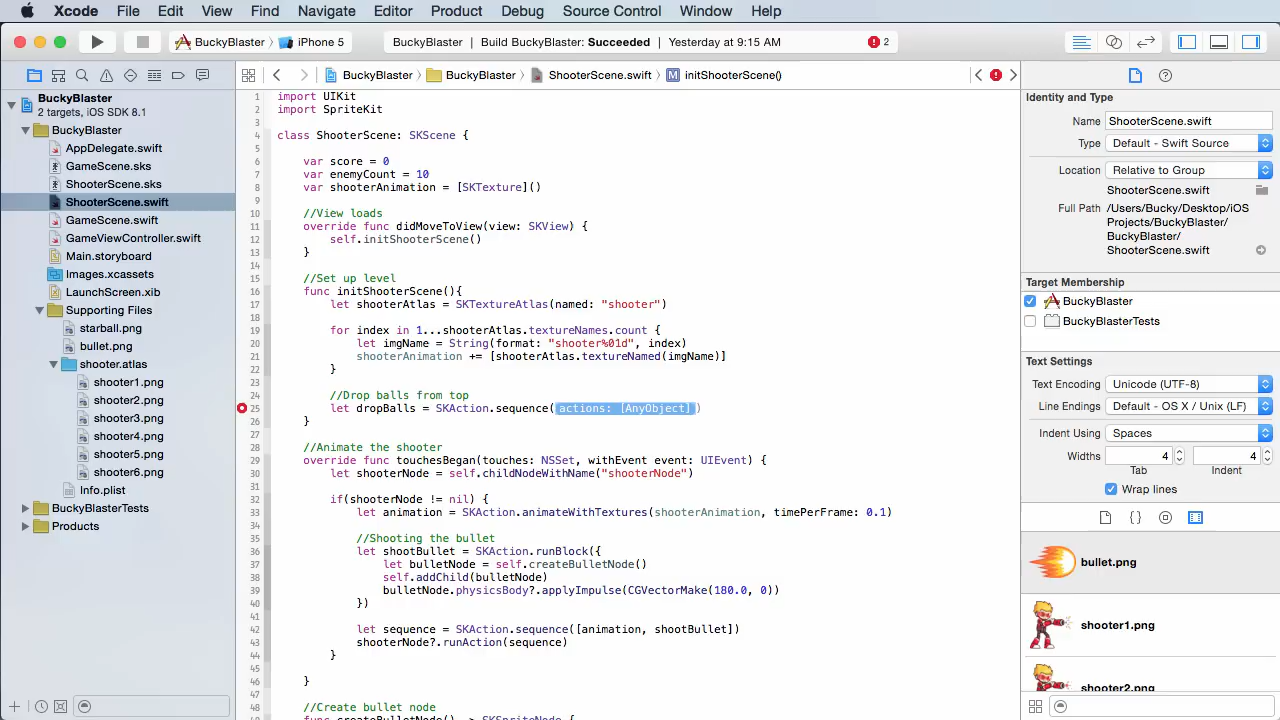 Xcode File Edit View Find Navigate Editor Product Debug Source Control Window Help
BuckyBlaster iPhone 5 BuckyBlaster Build BuckyBlaster: Succeeded Yesterday at 9:15 AM 2
BuckyBlaster BuckyBlaster ShooterScene.swift M initShooterScene()
BuckyBlaster
2 targets, iOS SDK 8.1
BuckyBlaster
AppDelegate.swift
GameScene.sks
ShooterScene.sks
ShooterScene.swift
GameScene.swift
GameViewController.swift
Main.storyboard
Images.xcassets
LaunchScreen.xib
Supporting Files
starball.png
bullet.png
shooter.atlas
shooter1.png
shooter2.png
shooter3.png
shooter4.png
shooter5.png
shooter6.png
Info.plist
BuckyBlasterTests
Products
1 import UIKit
2 import SpriteKit
3
4 class ShooterScene: SKScene {
5
6 var score = 0
7 var enemyCount = 10
8 var shooterAnimation = [SKTexture]()
9
10 //View loads
11 override func didMoveToView(view: SKView) {
12 self.initShooterScene()
13 }
14
15 //Set up level
16 func initShooterScene(){
17 let shooterAtlas = SKTextureAtlas(named: "shooter")
18
19 for index in 1...shooterAtlas.textureNames.count {
20 let imgName = String(format: "shooter%01d", index)
21 shooterAnimation += [shooterAtlas.textureNamed(imgName)]
22 }
23
24 //Drop balls from top
25 let dropBalls = SKAction.sequence(actions: [AnyObject])
26 }
27
28 //Animate the shooter
29 override func touchesBegan(touches: NSSet, withEvent event: UIEvent) {
30 let shooterNode = self.childNodeWithName("shooterNode")
31
32 if(shooterNode != nil) {
33 let animation = SKAction.animateWithTextures(shooterAnimation, timePerFrame: 0.1)
34
35 //Shooting the bullet
36 let shootBullet = SKAction.runBlock({
37 let bulletNode = self.createBulletNode()
38 self.addChild(bulletNode)
39 bulletNode.physicsBody?.applyImpulse(CGVectorMake(180.0, 0))
40 })
41
42 let sequence = SKAction.sequence([animation, shootBullet])
43 shooterNode?.runAction(sequence)
44 }
45
46 }
47
48 //Create bullet node
49 func createBulletNode() -> SKSpriteNode {
Identity and Type
Name ShooterScene.swift
Type Default - Swift Source
Location Relative to Group
ShooterScene.swift
Full Path /Users/Bucky/Desktop/iOS
Projects/BuckyBlaster/
BuckyBlaster/
ShooterScene.swift
Target Membership
BuckyBlaster
BuckyBlasterTests
Text Settings
Text Encoding Unicode (UTF-8)
Line Endings Default - OS X / Unix (LF)
Indent Using Spaces
Widths 4 4
Tab Indent
Wrap lines
{}
bullet.png
shooter1.png
shooter2.png